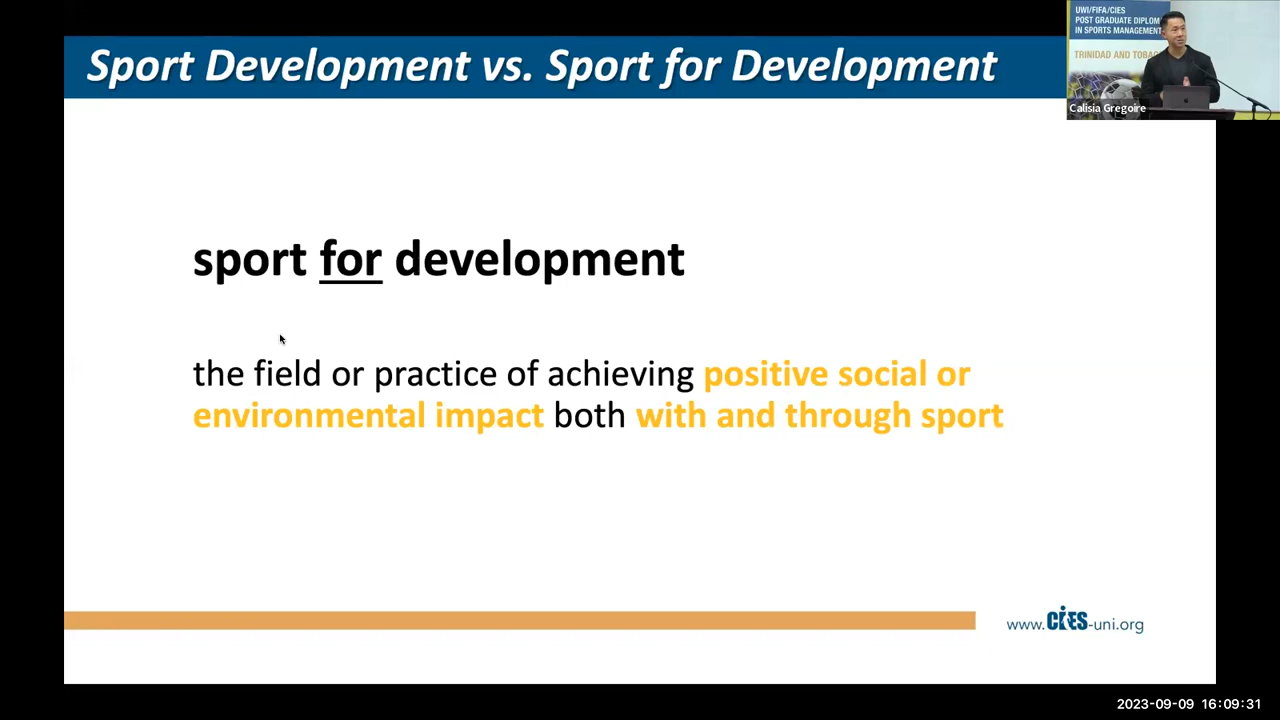 Sport Development vs. Sport for Development
UWI/FIFA/CIES
POST GRADUATE DIPLOM
IN SPORTS MANAGEMENT
TRINIDAD AND TOBA
Calisia Gregoire
sport for development
the field or practice of achieving positive social or
environmental impact both with and through sport
www.CIES-uni.org
2023-09-09 16:09:31